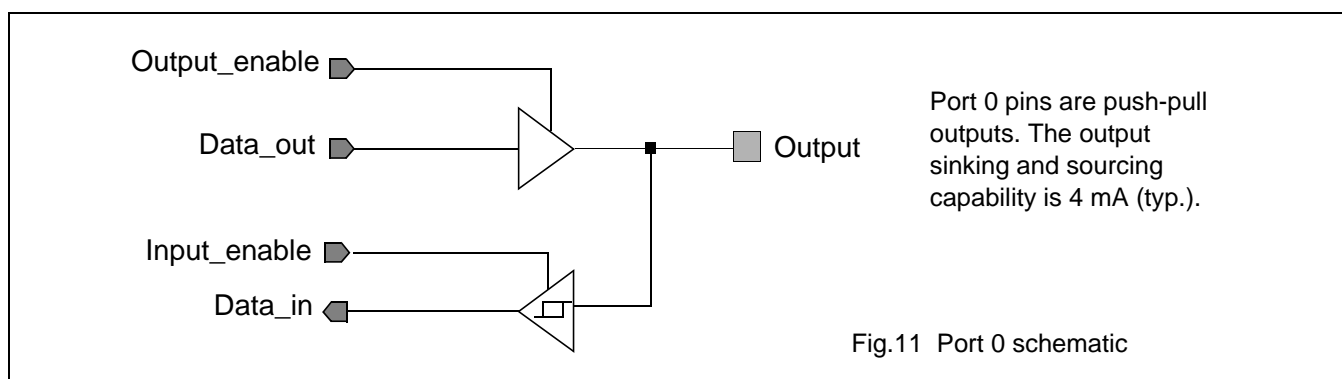 Output_enable
Data_out
Output
Input_enable
Data_in
Port 0 pins are push-pull
outputs. The output
sinking and sourcing
capability is 4 mA (typ.).
Fig.11 Port 0 schematic